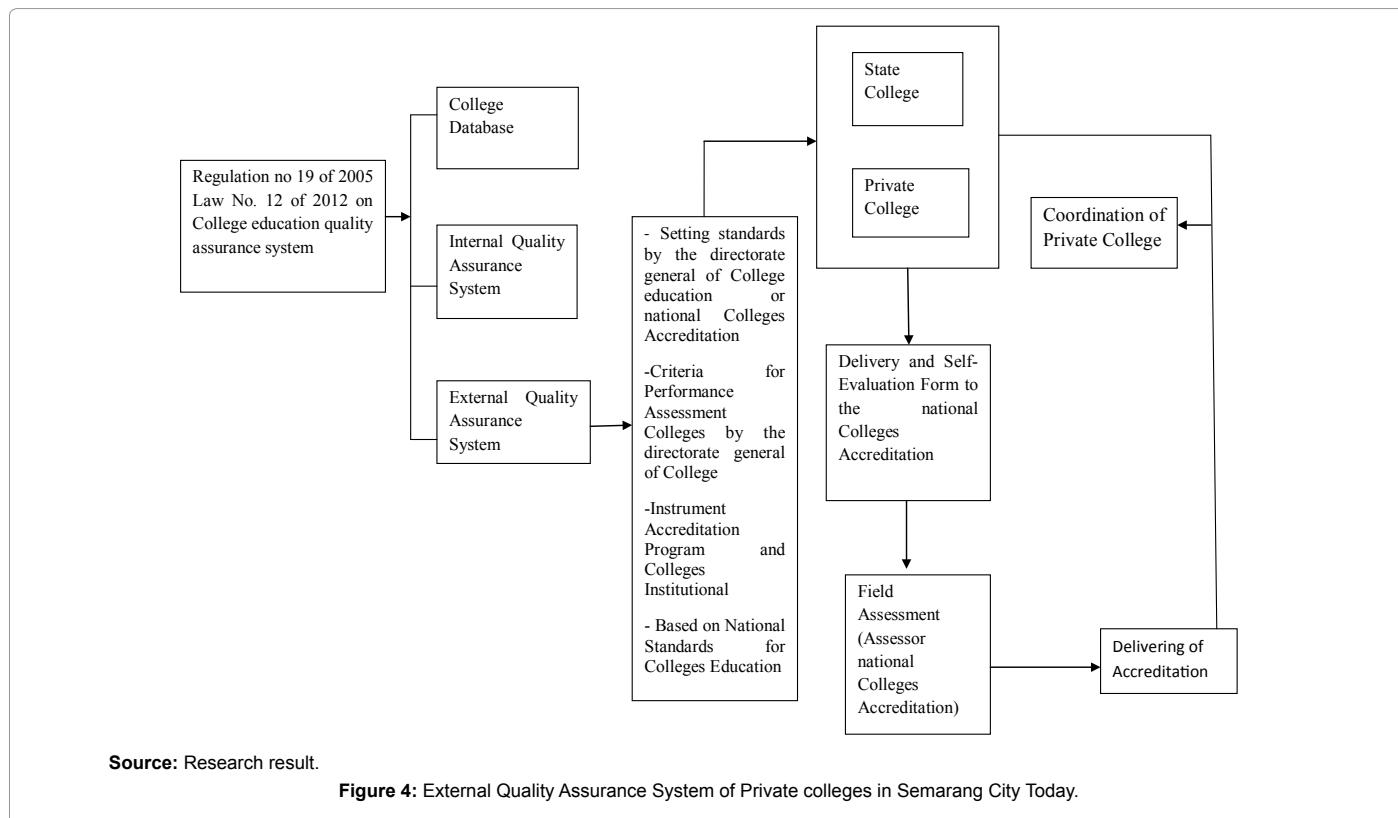 Regulation no 19 of 2005
Law No. 12 of 2012 on
College education quality
assurance system
College
Database
Internal Quality
Assurance
System
External Quality
Assurance
System
- Setting standards
by the directorate
general of College
education or
national Colleges
Accreditation
-Criteria for
Performance
Assessment
Colleges by the
directorate general
of College
-Instrument
Accreditation
Program and
Colleges
Institutional
- Based on National
Standards for
Colleges Education
State
College
Private
College
Delivery and Self-
Evaluation Form to
the national
Colleges
Accreditation
Field
Assessment
(Assessor
national
Colleges
Accreditation)
Delivering of
Accreditation
Coordination of
Private College
Source: Research result.
Figure 4: External Quality Assurance System of Private colleges in Semarang City Today.